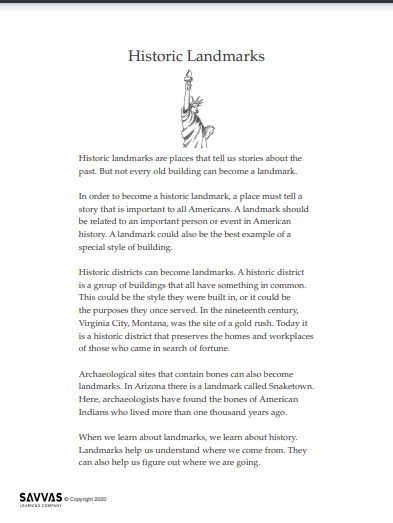 Historic Landmarks
Historic landmarks are places that tell us stories about the
past. But not every old building can become a landmark.
In order to become a historic landmark, a place must tell a
story that is important to all Americans. A landmark should
be related to an important person or event in American
history. A landmark could also be the best example of a
special style of building.
Historic districts can become landmarks. A historic district
is a group of buildings that all have something in common.
This could be the style they were built in, or it could be
the purposes they once served. In the nineteenth century,
Virginia City, Montana, was the site of a gold rush. Today it
is a historic district that preserves the homes and workplaces
of those who came in search of fortune.
Archaeological sites that contain bones can also become
landmarks. In Arizona there is a landmark called Snaketown.
Here, archaeologists have found the bones of American
Indians who lived more than one thousand years ago.
When we learn about landmarks, we learn about history.
Landmarks help us understand where we come from. They
can also help us figure out where we are going.
SAVVAS © Copyright 2020
LEARNING COMPANY